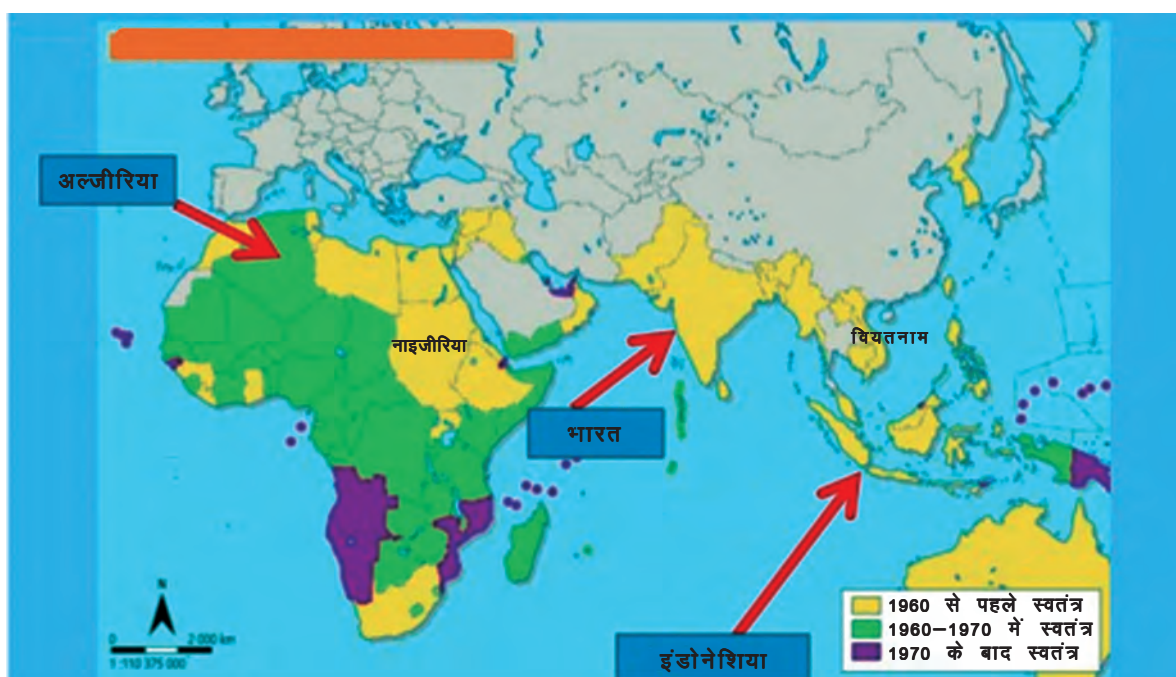 अल्जीरिया
नाइजीरिया
वियतनाम
भारत
इंडोनेशिया
1960 से पहले स्वतंत्र
1960–1970 में स्वतंत्र
1970 के बाद स्वतंत्र
N
0 2 000 km
1 :110 375 000